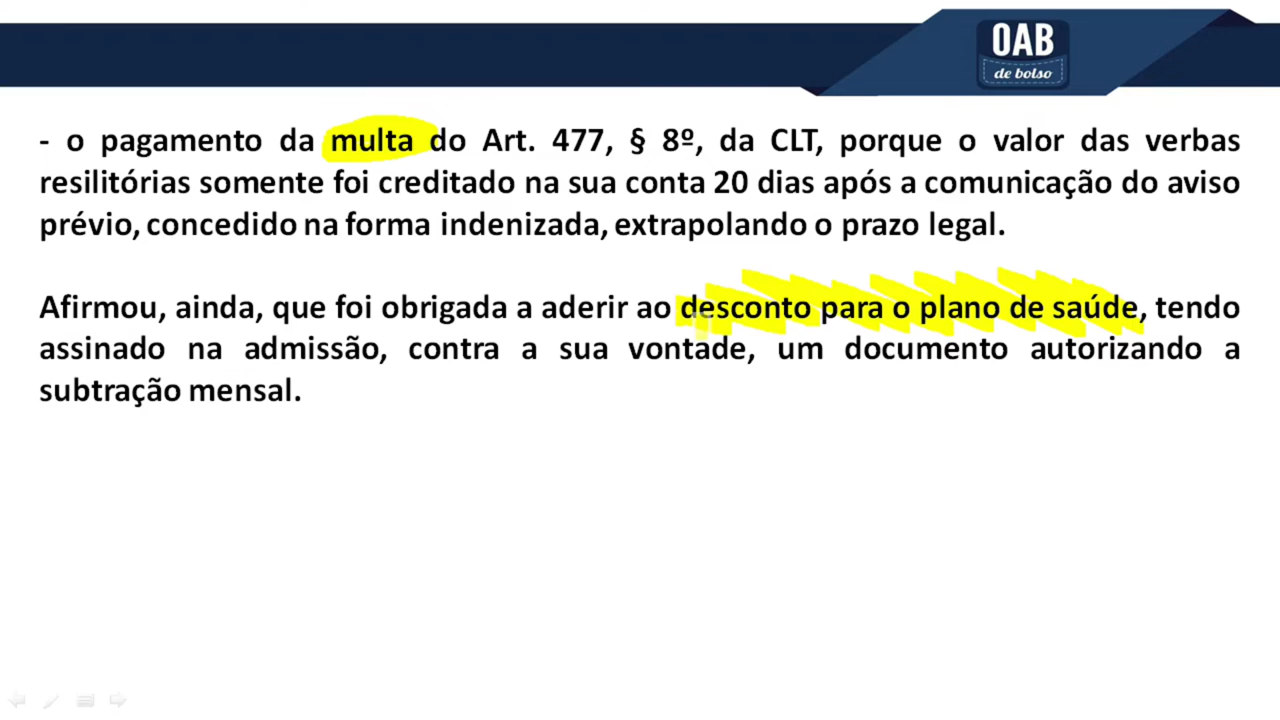 OAB
de bolso
- o pagamento da multa do Art. 477, § 8º, da CLT, porque o valor das verbas
resilitórias somente foi creditado na sua conta 20 dias após a comunicação do aviso
prévio, concedido na forma indenizada, extrapolando o prazo legal.
Afirmou, ainda, que foi obrigada a aderir ao desconto para o plano de saúde, tendo
assinado na admissão, contra a sua vontade, um documento autorizando a
subtração mensal.